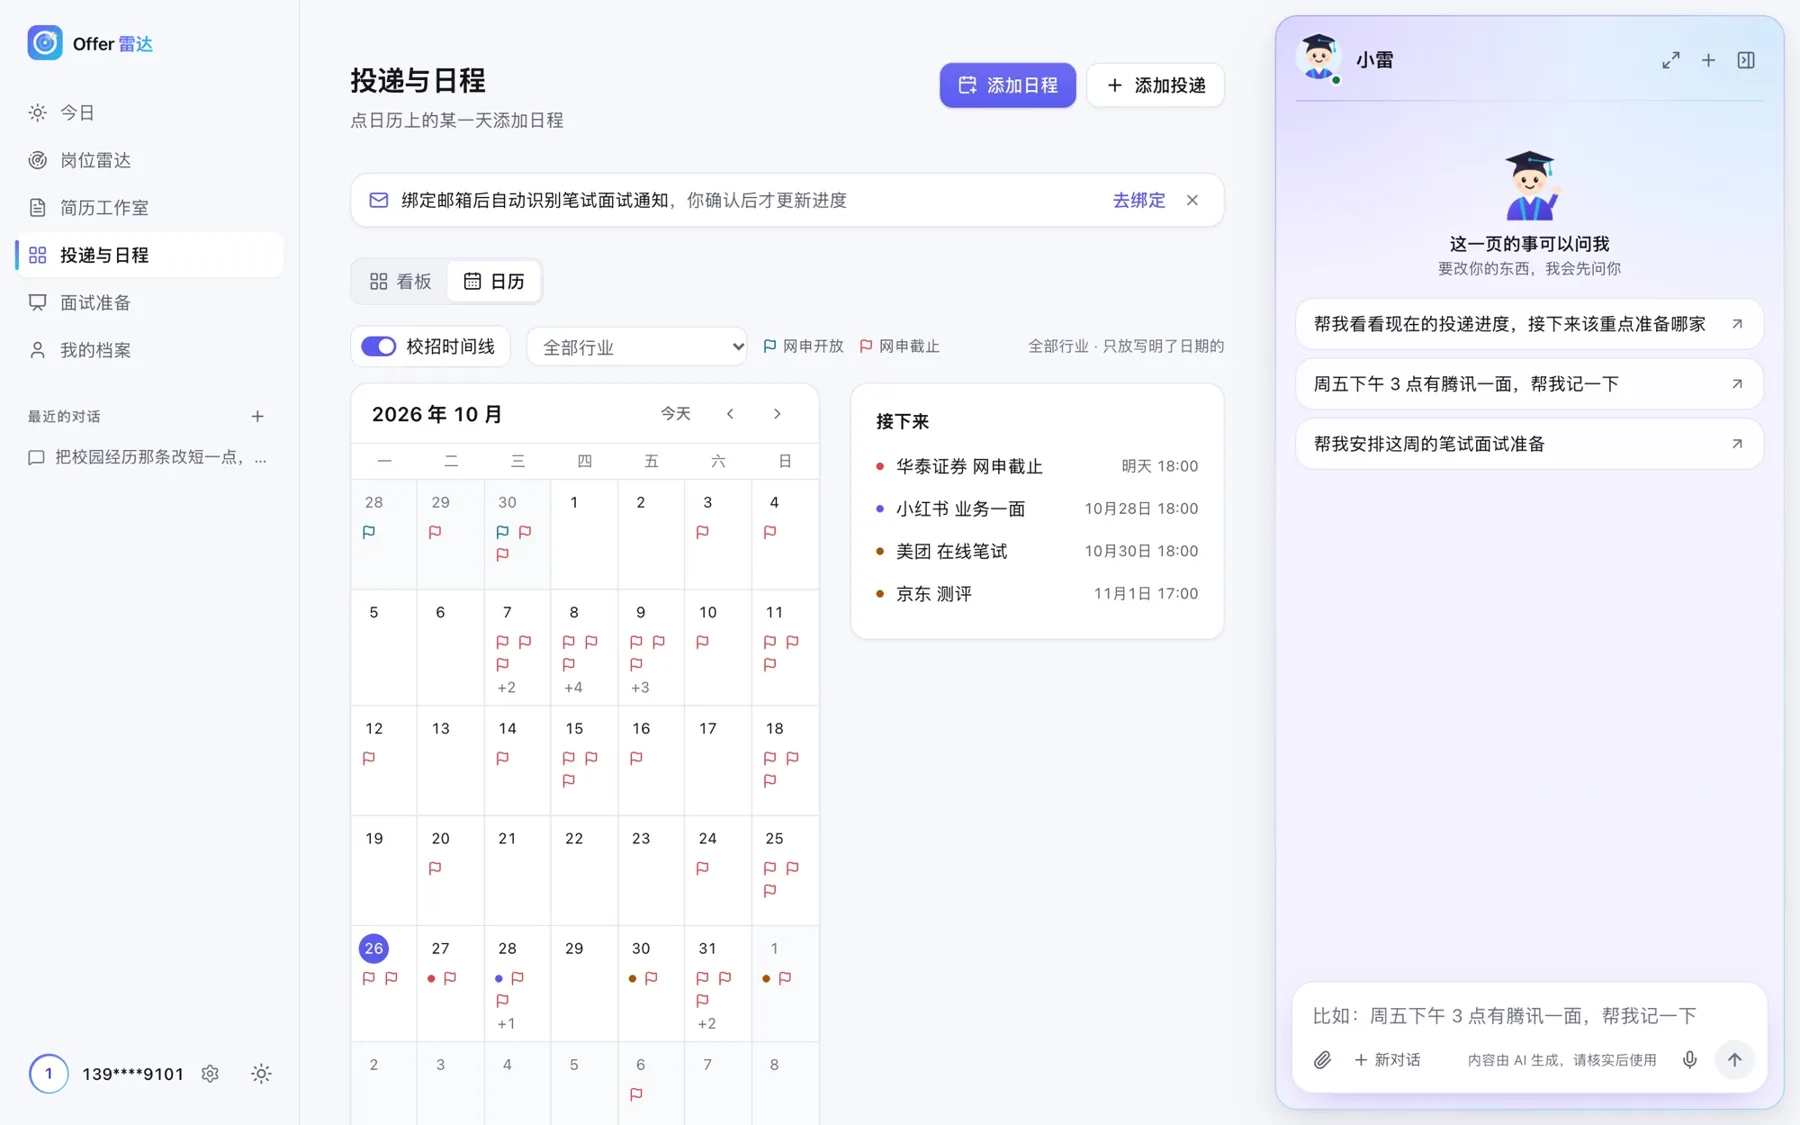 Offer 雷达
今日
岗位雷达
简历工作室
投递与日程
面试准备
我的档案
最近的对话
把校园经历那条改短一点，...
1 139****9101
投递与日程
点日历上的某一天添加日程
添加日程
添加投递
绑定邮箱后自动识别笔试面试通知，你确认后才更新进度
去绑定
看板
日历
校招时间线
全部行业
网申开放
网申截止
全部行业 · 只放写明了日期的
2026 年 10 月
今天
一 二 三 四 五 六 日
28 29 30 1 2 3 4
5 6 7 8 9 10 11
+2 +4 +3
12 13 14 15 16 17 18
19 20 21 22 23 24 25
26 27 28 29 30 31 1
+1 +2
2 3 4 5 6 7 8
接下来
华泰证券 网申截止 明天 18:00
小红书 业务一面 10月28日 18:00
美团 在线笔试 10月30日 18:00
京东 测评 11月1日 17:00
小雷
这一页的事可以问我
要改你的东西，我会先问你
帮我看看现在的投递进度，接下来该重点准备哪家
周五下午 3 点有腾讯一面，帮我记一下
帮我安排这周的笔试面试准备
比如：周五下午 3 点有腾讯一面，帮我记一下
新对话
内容由 AI 生成，请核实后使用